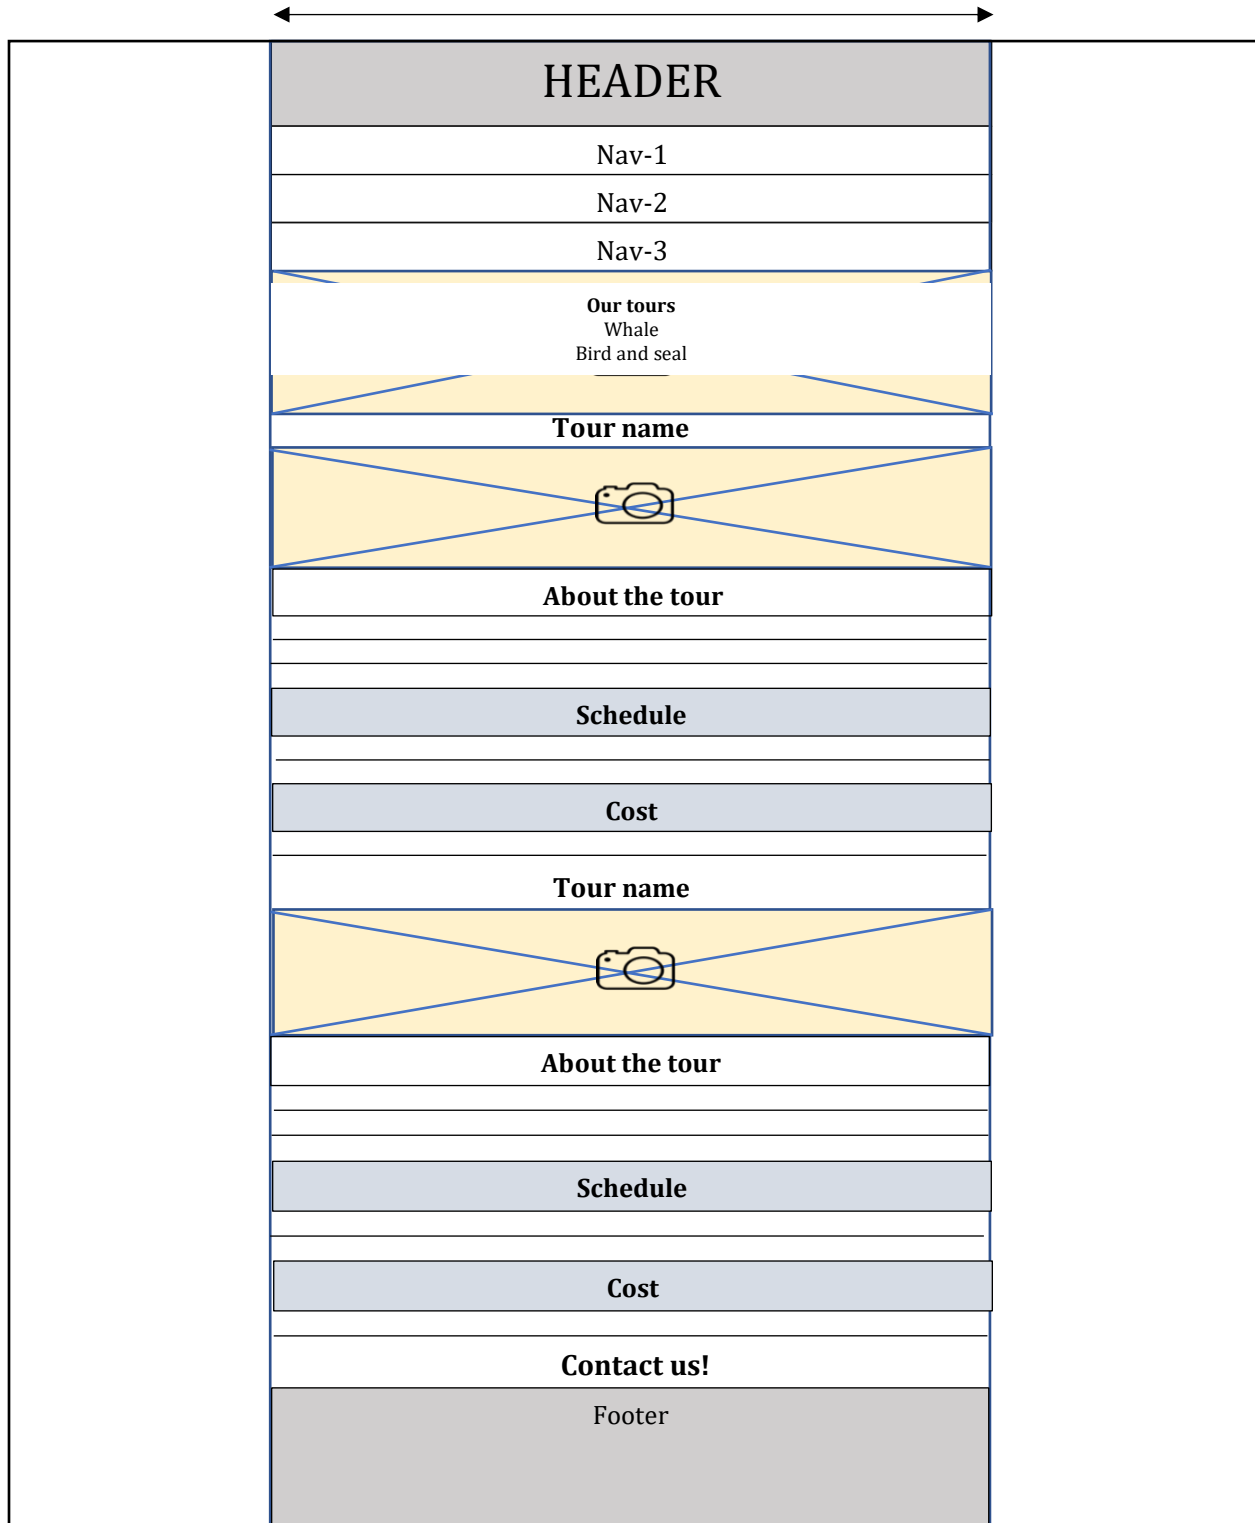 HEADER
Nav-1
Nav-2
Nav-3
Our tours
Whale
Bird and seal
Tour name
About the tour
Schedule
Cost
Tour name
About the tour
Schedule
Cost
Contact us!
Footer